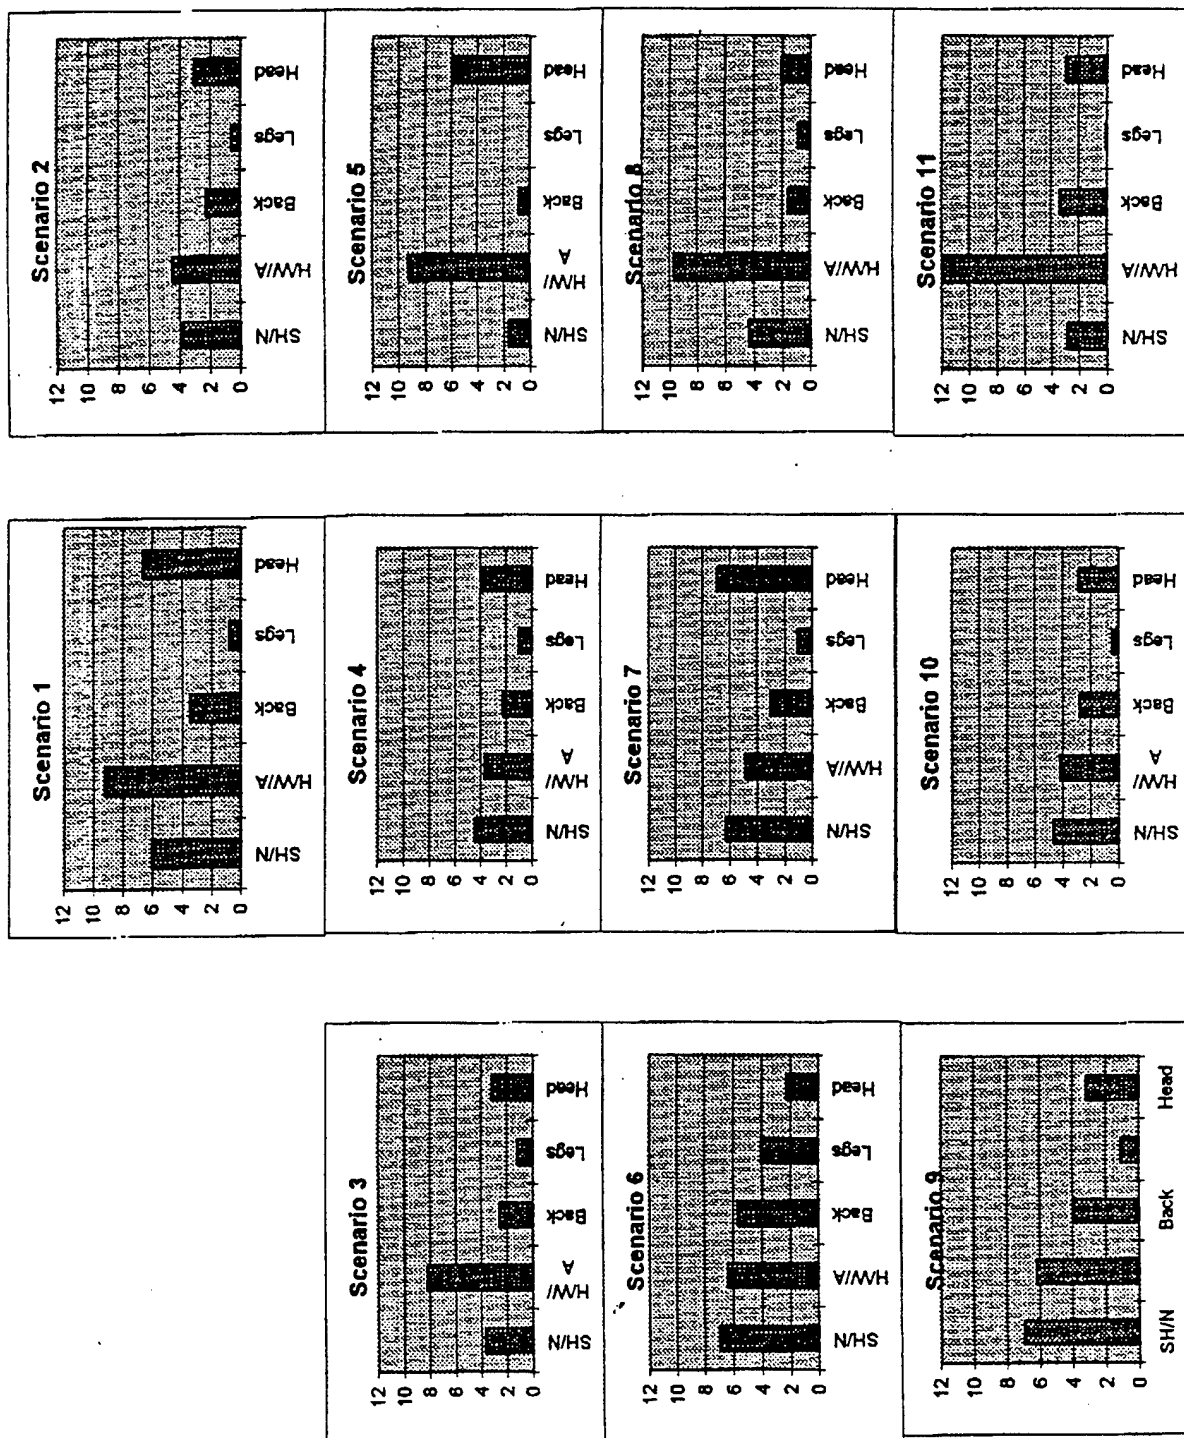 Scenario 1
12
10
8
6
4
2
0
SH/N H/W/A Back Legs Head
Scenario 2
12
10
8
6
4
2
0
SH/N H/W/A Back Legs Head
Scenario 3
12
10
8
6
4
2
0
SH/N H/W/ Back Legs Head
A
Scenario 4
12
10
8
6
4
2
0
SH/N H/W/ Back Legs Head
A
Scenario 5
12
10
8
6
4
2
0
SH/N H/W/ Back Legs Head
A
Scenario 6
12
10
8
6
4
2
0
SH/N H/W/A Back Legs Head
Scenario 7
12
10
8
6
4
2
0
SH/N H/W/A Back Legs Head
Scenario 8
12
10
8
6
4
2
0
SH/N H/W/A Back Legs Head
Scenario 9
12
10
8
6
4
2
0
SH/N Back Head
Scenario 10
12
10
8
6
4
2
0
SH/N H/W/ Back Legs Head
A
Scenario 11
12
10
8
6
4
2
0
SH/N H/W/A Back Legs Head